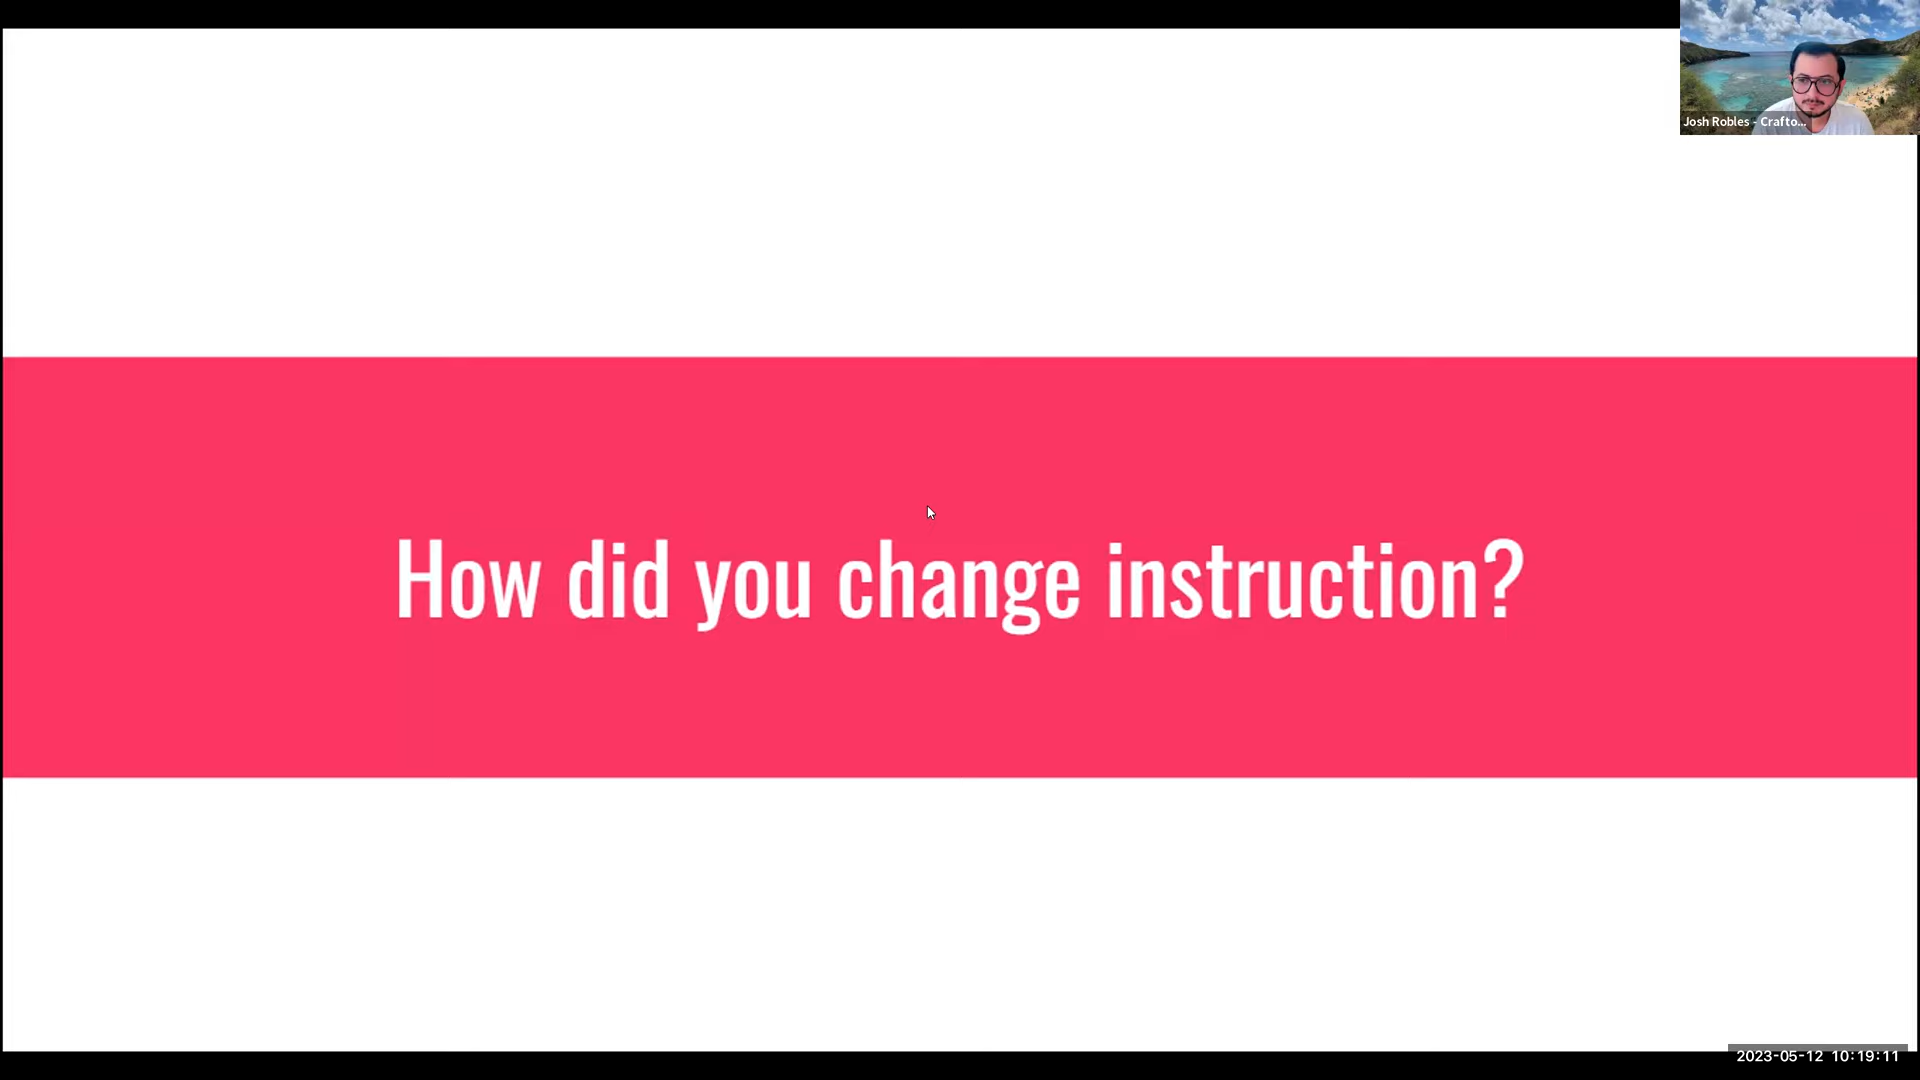 Josh Robles - Crafto...
How did you change instruction?
2023-05-12 10:19:11